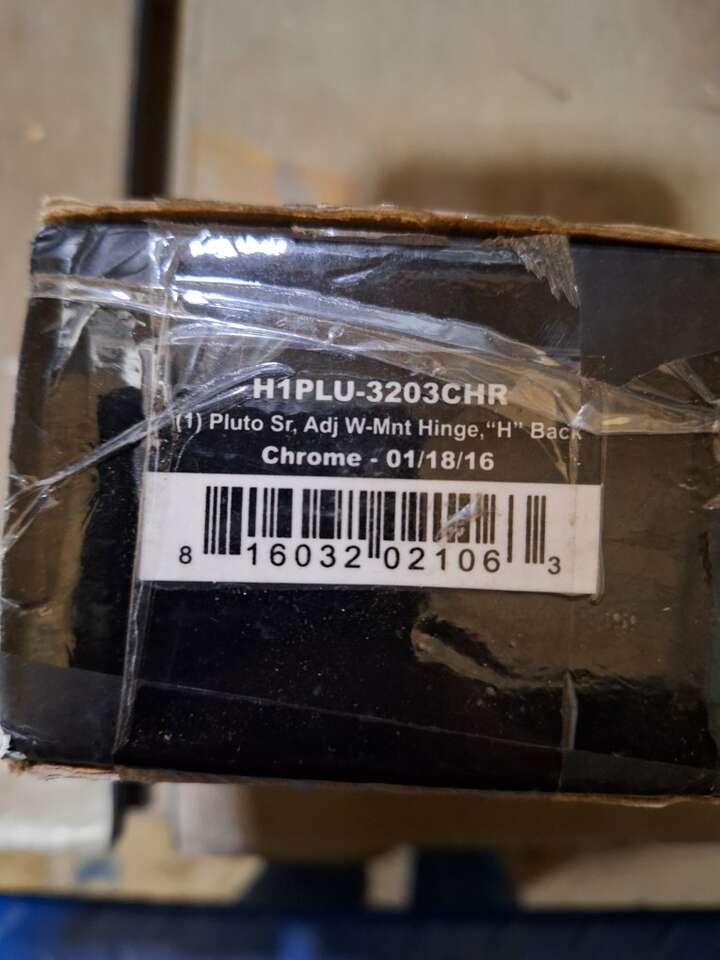 H1PLU-3203CHR
(1) Pluto Sr, Adj W-Mnt Hinge,“H” Back
Chrome - 01/18/16
8 16032 02106 3